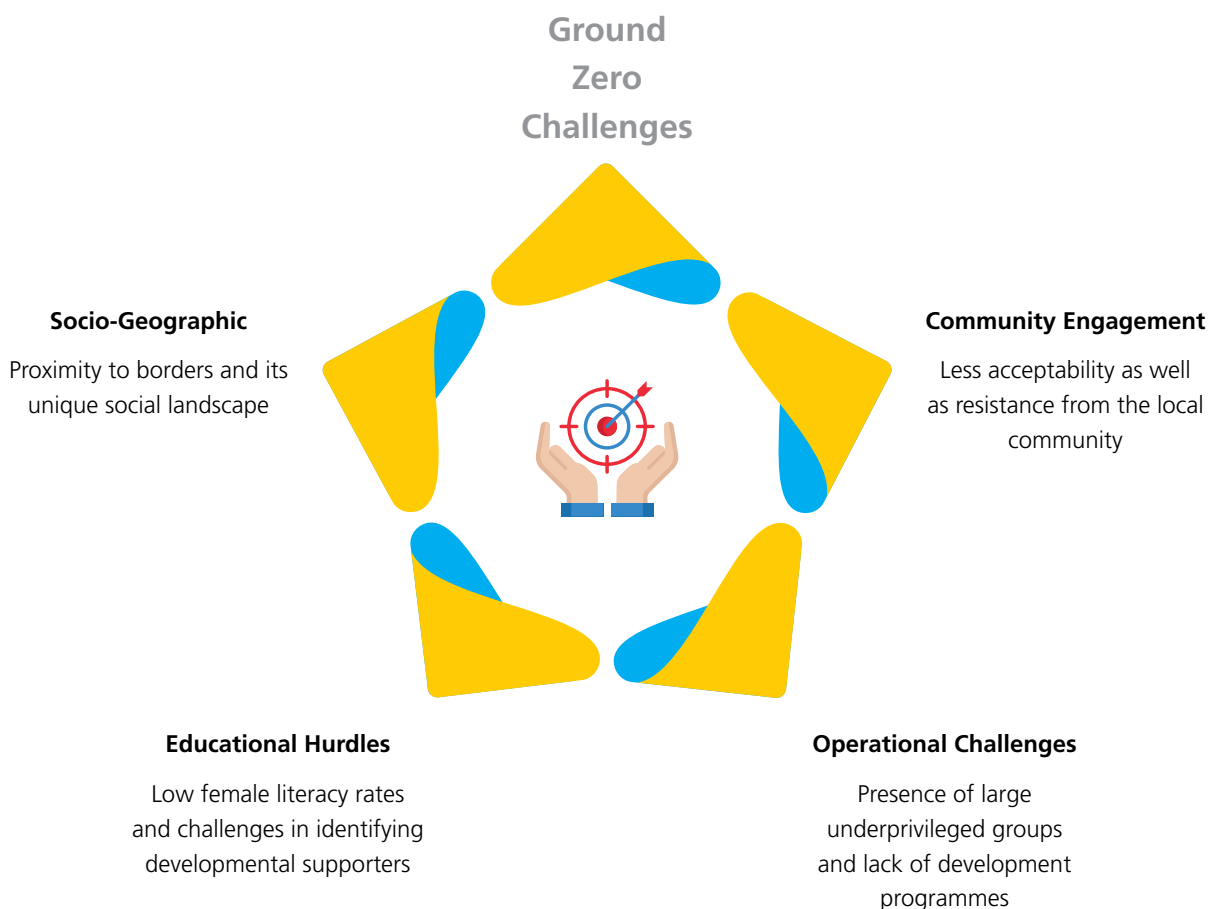 Ground
Zero
Challenges
Socio-Geographic
Proximity to borders and its
unique social landscape
Community Engagement
Less acceptability as well
as resistance from the local
community
Educational Hurdles
Low female literacy rates
and challenges in identifying
developmental supporters
Operational Challenges
Presence of large
underprivileged groups
and lack of development
programmes